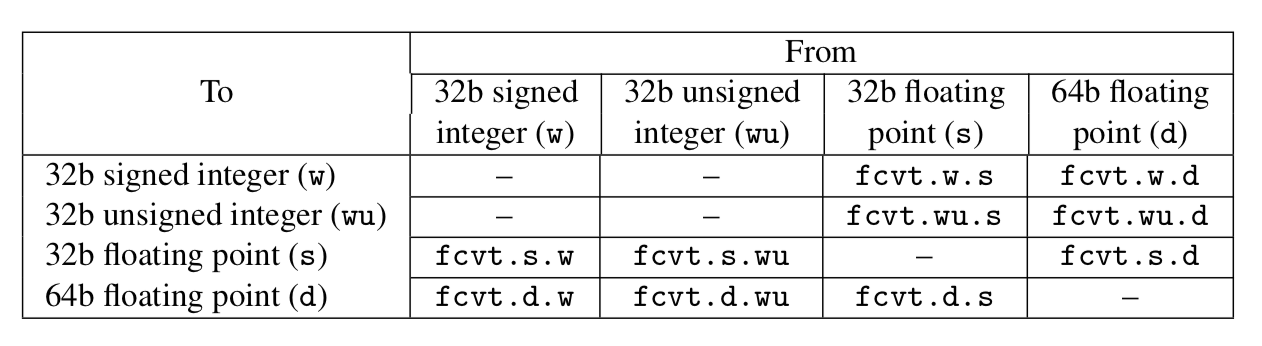 From
To
32b signed 32b unsigned 32b floating 64b floating
integer (w) integer (wu) point (s) point (d)
32b signed integer (w) – – fcvt.w.s fcvt.w.d
32b unsigned integer (wu) – – fcvt.wu.s fcvt.wu.d
32b floating point (s) fcvt.s.w fcvt.s.wu – fcvt.s.d
64b floating point (d) fcvt.d.w fcvt.d.wu fcvt.d.s –